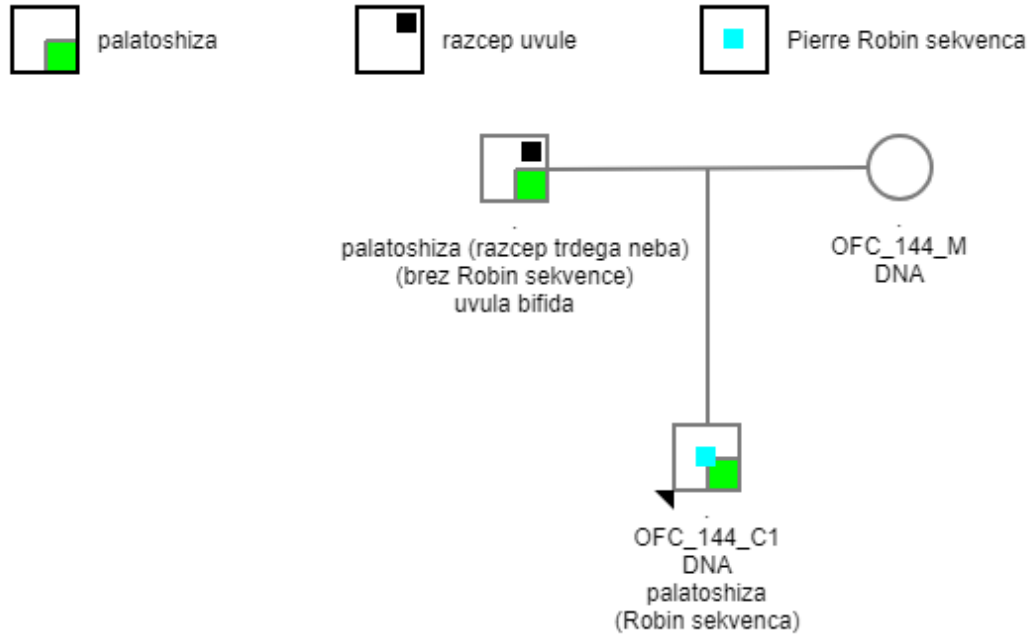 palatoshiza
razcep uvule
Pierre Robin sekvenca
palatoshiza (razcep trdega neba)
(brez Robin sekvence)
uvula bifida
OFC_144_M
DNA
OFC_144_C1
DNA
palatoshiza
(Robin sekvenca)